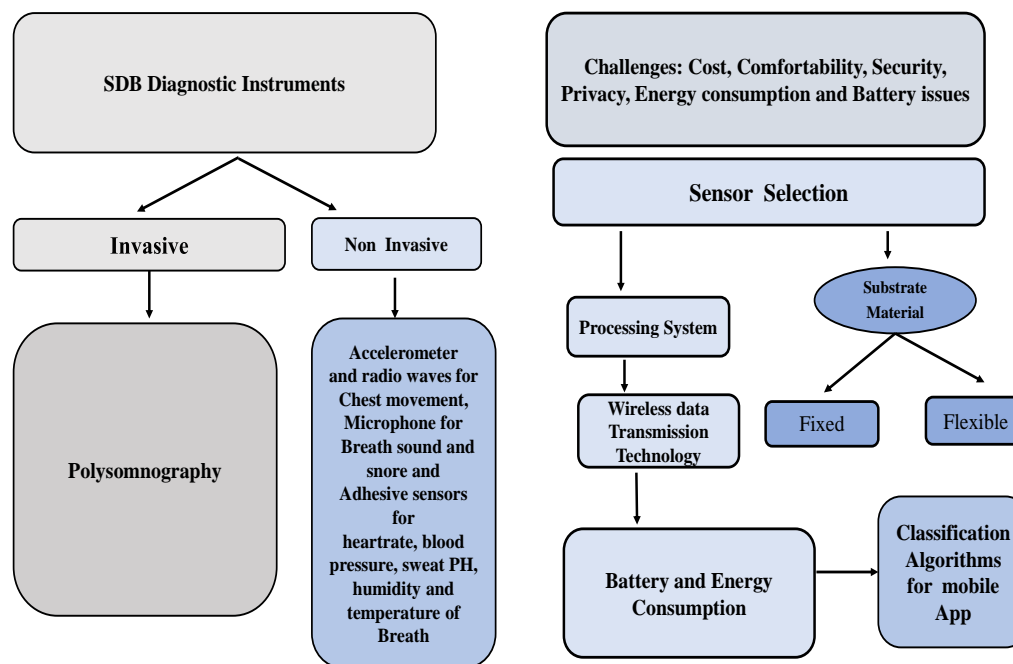 SDB Diagnostic Instruments
Invasive
Non Invasive
Polysomnography
Accelerometer
and radio waves for
Chest movement,
Microphone for
Breath sound and
snore and
Adhesive sensors
for
heartrate, blood
pressure, sweat PH,
humidity and
temperature of
Breath
Challenges: Cost, Comfortability, Security,
Privacy, Energy consumption and Battery issues
Sensor Selection
Processing System
Substrate
Material
Wireless data
Transmission
Technology
Fixed
Flexible
Battery and Energy
Consumption
Classification
Algorithms
for mobile
App